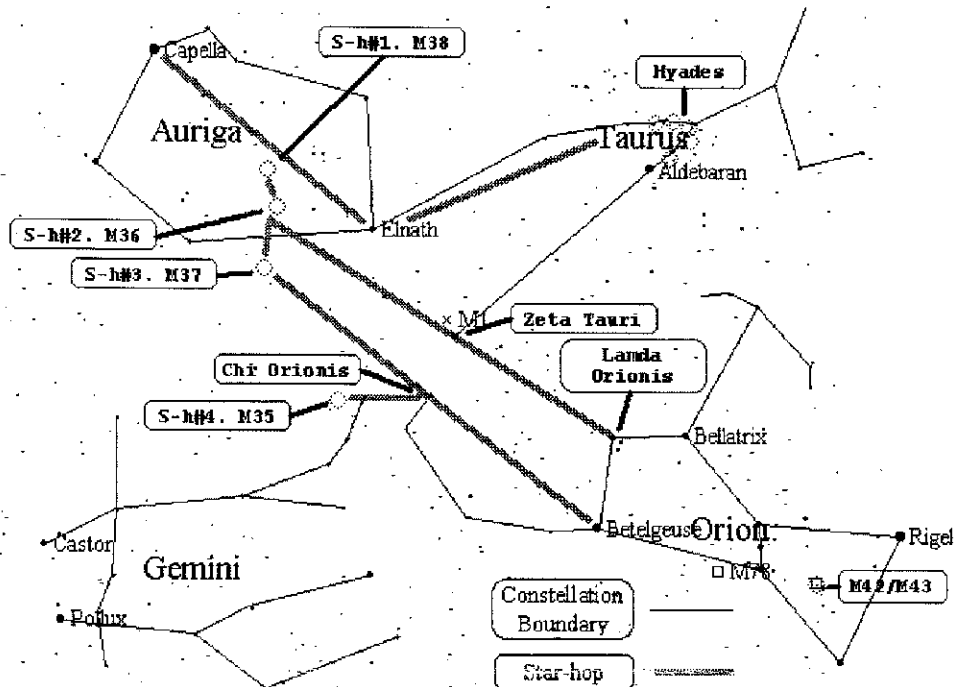 S-h#1. M38
Capella
Hyades
Auriga
Taurus
Aldebaran
Elnath
S-h#2. M36
S-h#3. M37
× M1
Zeta Tauri
Lamda
Orionis
Chi Orionis
S-h#4. M35
Bellatrix
Betelgeuse
Orion
Rigel
Castor
Gemini
M78
M42/M43
Constellation
Boundary
Pollux
Star-hop